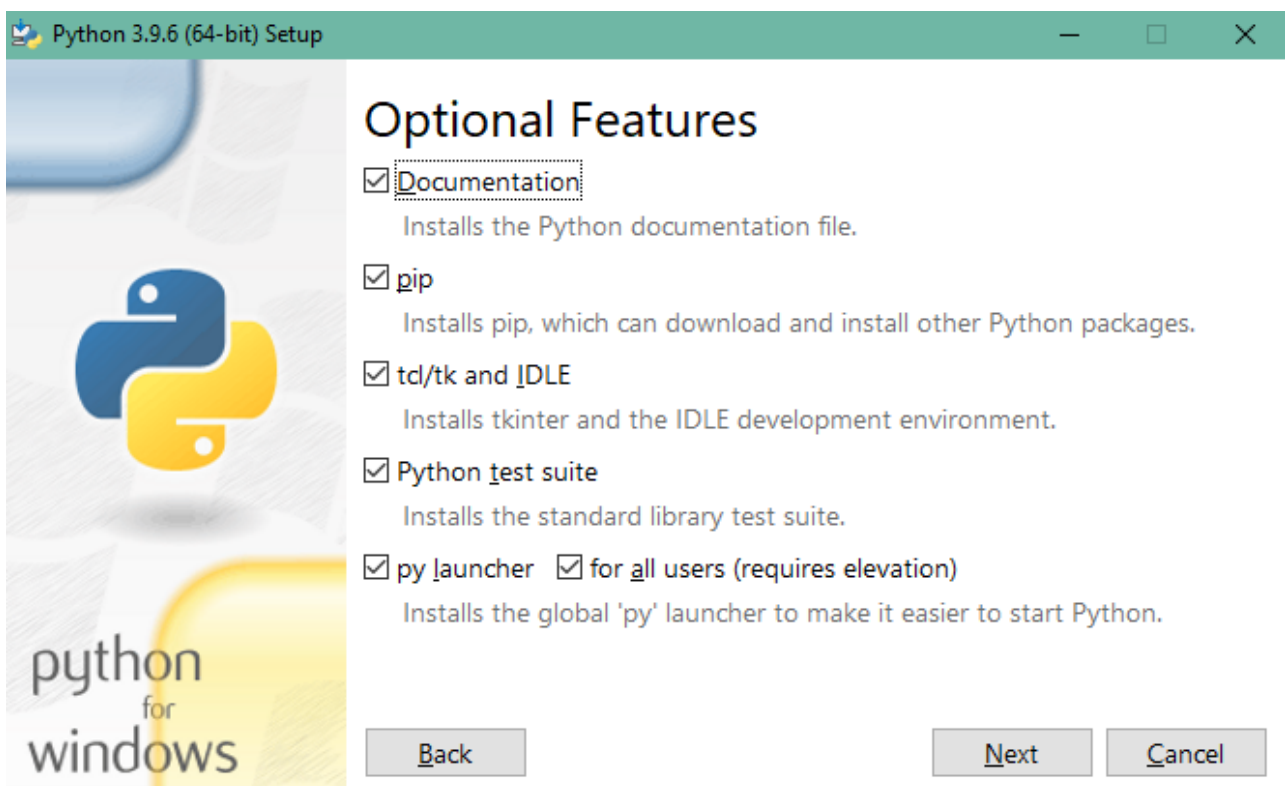 Python 3.9.6 (64-bit) Setup
Optional Features
Documentation
Installs the Python documentation file.
pip
Installs pip, which can download and install other Python packages.
tcl/tk and IDLE
Installs tkinter and the IDLE development environment.
Python test suite
Installs the standard library test suite.
py launcher for all users (requires elevation)
Installs the global 'py' launcher to make it easier to start Python.
python
for
windows
Back Next Cancel